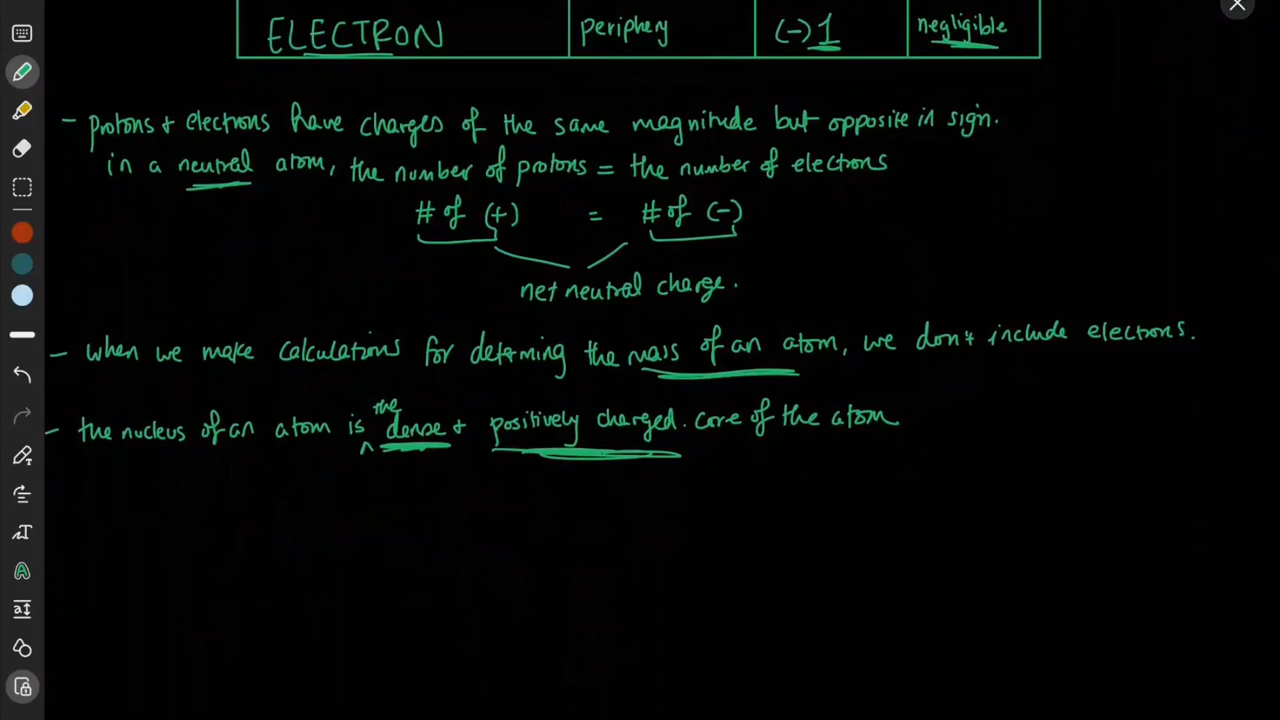 ELECTRON periphery (-) 1 negligible
- protons + electrons have charges of the same magnitude but opposite in sign.
in a neutral atom, the number of protons = the number of electrons
# of (+) = # of (-)
net neutral charge.
- when we make calculations for determing the mass of an atom, we don't include electrons.
the
- the nucleus of an atom is ^ dense + positively charged. core of the atom